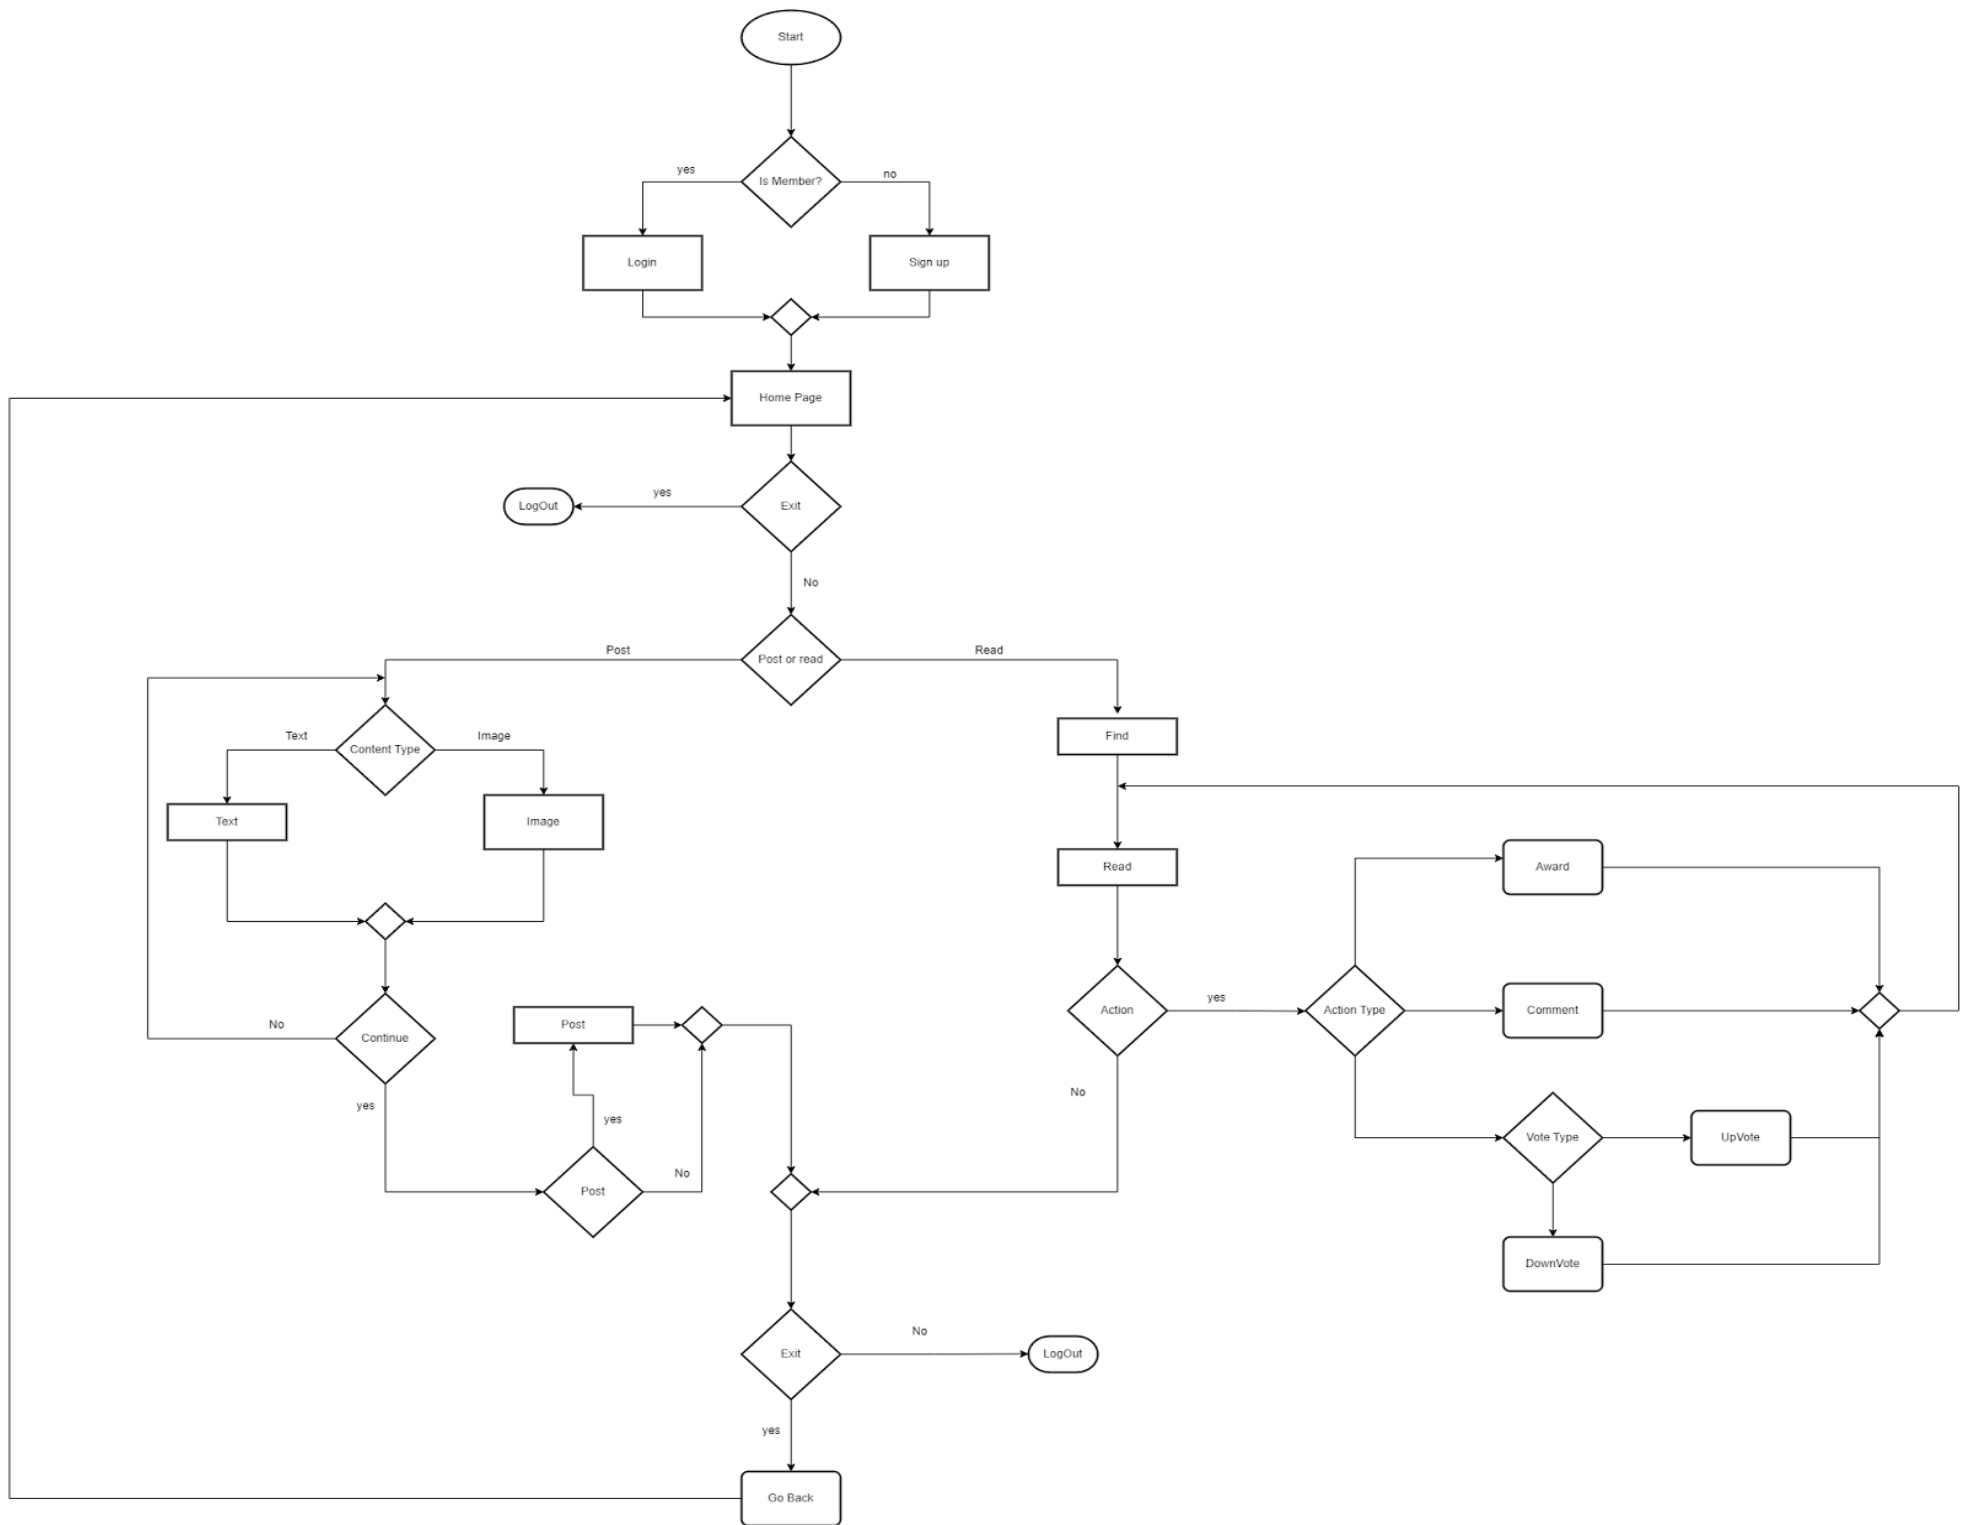 Start
Is Member?
yes
no
Login
Sign up
Home Page
Exit
yes
LogOut
No
Post or read
Post
Read
Content Type
Text
Image
Text
Image
Find
Read
Award
Action
yes
Action Type
Comment
No
Continue
No
yes
Post
yes
No
Post
Vote Type
UpVote
DownVote
Exit
No
LogOut
yes
Go Back